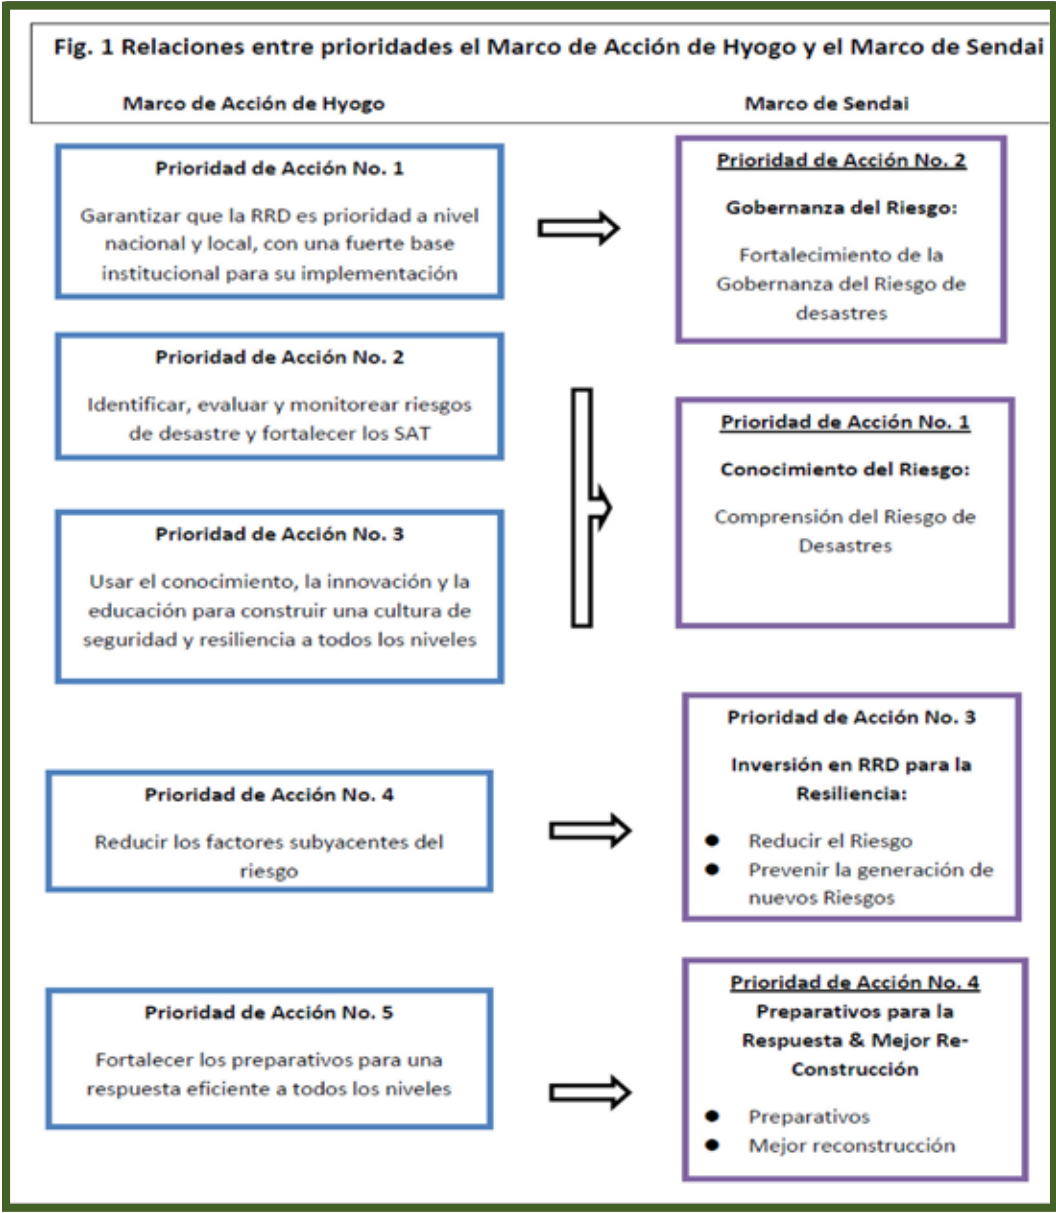 Fig. 1 Relaciones entre prioridades el Marco de Acción de Hyogo y el Marco de Sendai
Marco de Acción de Hyogo
Marco de Sendai
Prioridad de Acción No. 1
Garantizar que la RRD es prioridad a nivel
nacional y local, con una fuerte base
institucional para su implementación
Prioridad de Acción No. 2
Gobernanza del Riesgo:
Fortalecimiento de la
Gobernanza del Riesgo de
desastres
Prioridad de Acción No. 2
Identificar, evaluar y monitorear riesgos
de desastre y fortalecer los SAT
Prioridad de Acción No. 3
Usar el conocimiento, la innovación y la
educación para construir una cultura de
seguridad y resiliencia a todos los niveles
Prioridad de Acción No. 1
Conocimiento del Riesgo:
Comprensión del Riesgo de
Desastres
Prioridad de Acción No. 4
Reducir los factores subyacentes del
riesgo
Prioridad de Acción No. 3
Inversión en RRD para la
Resiliencia:
● Reducir el Riesgo
● Prevenir la generación de
nuevos Riesgos
Prioridad de Acción No. 5
Fortalecer los preparativos para una
respuesta eficiente a todos los niveles
Prioridad de Acción No. 4
Preparativos para la
Respuesta & Mejor Re-
Construcción
● Preparativos
● Mejor reconstrucción